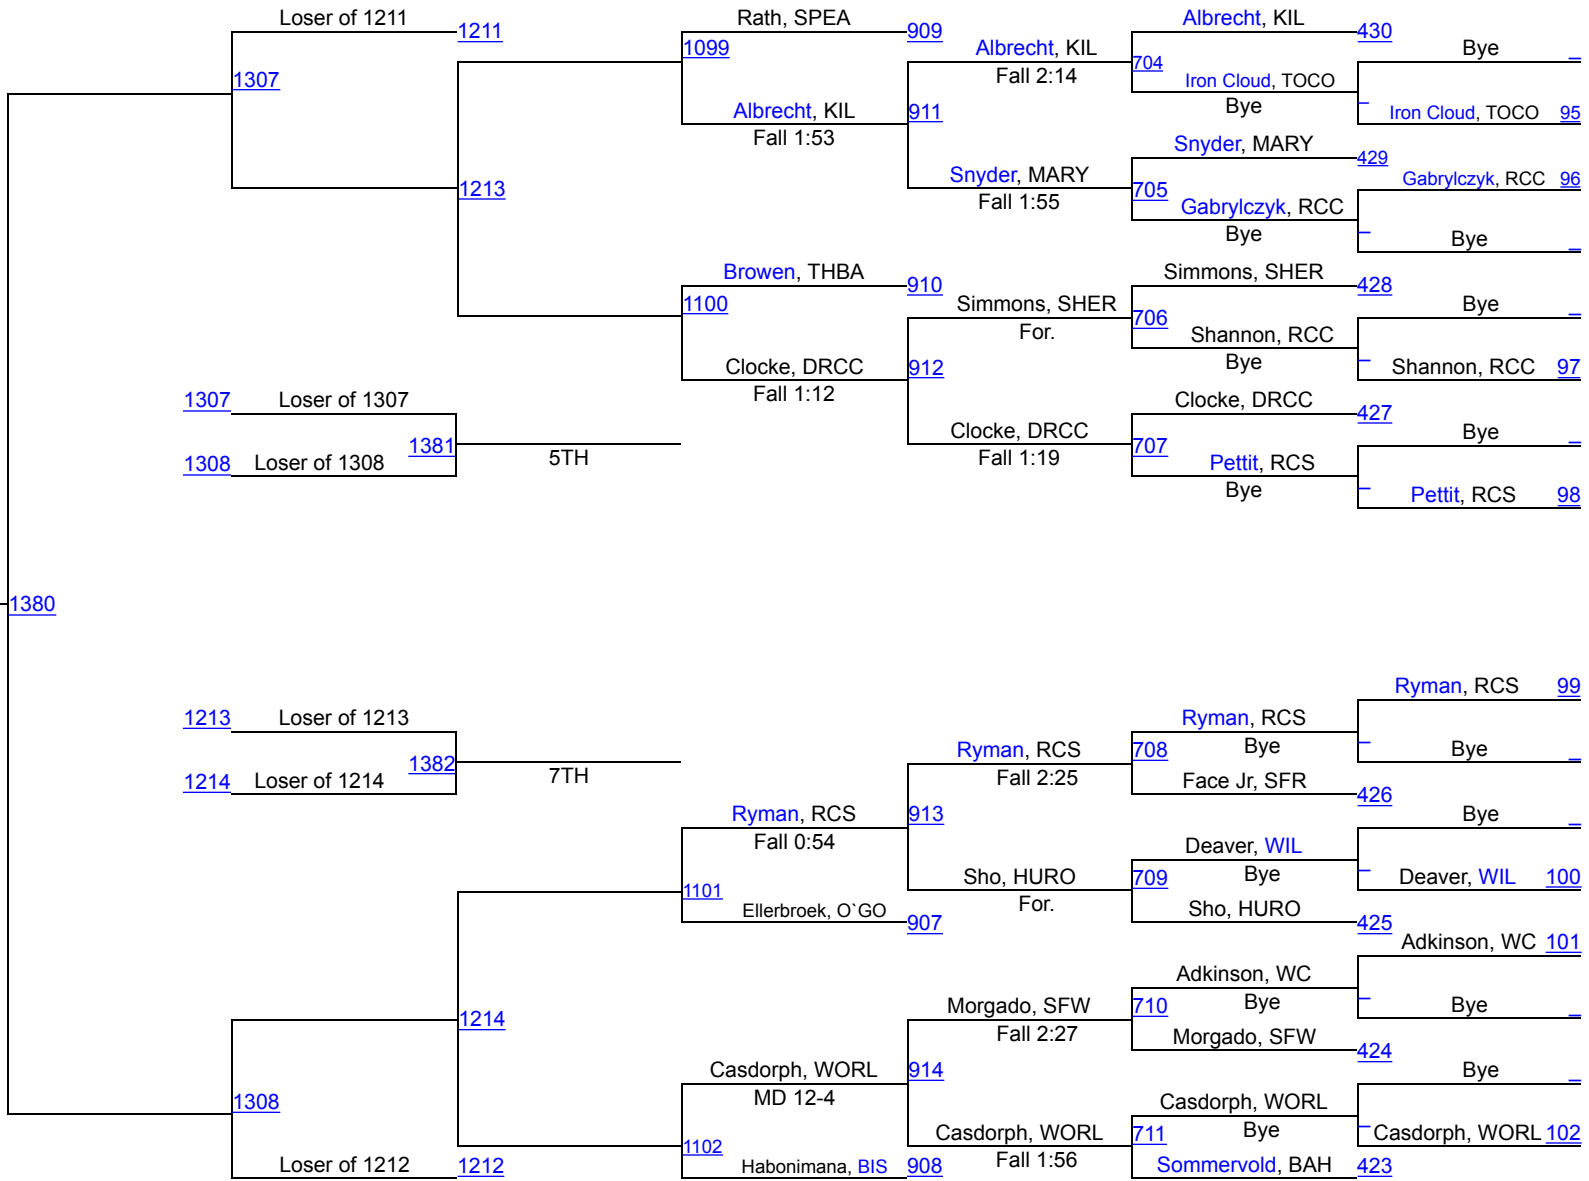 Loser of 1211
1211
Rath, SPEA
909
Albrecht, KIL
430
1099
Albrecht, KIL
Bye
_
Fall 2:14
704
1307
Iron Cloud, TOCO
Bye
_
Iron Cloud, TOCO 95
Albrecht, KIL
911
Fall 1:53
Snyder, MARY
429
1213
Snyder, MARY
Fall 1:55
705
Gabrylczyk, RCC 96
Gabrylczyk, RCC
Bye
_
Bye
_
Browen, THBA
910
Simmons, SHER
428
1100
Simmons, SHER
For.
706
Bye
_
Shannon, RCC
Bye
_
Shannon, RCC 97
Clocke, DRCC
912
Fall 1:12
1307
Loser of 1307
Clocke, DRCC
427
1381
5TH
Clocke, DRCC
Fall 1:19
707
Bye
_
1308
Loser of 1308
Pettit, RCS
Bye
_
Pettit, RCS 98
1380
Ryman, RCS 99
1213
Loser of 1213
Ryman, RCS
Bye
_
Bye
_
1382
7TH
Ryman, RCS
Fall 2:25
708
1214
Loser of 1214
Face Jr, SFR
426
Ryman, RCS
913
Fall 0:54
Bye
_
Deaver, WIL
Bye
_
Deaver, WIL 100
1101
Sho, HURO
For.
709
Ellerbroek, O`GO
907
Sho, HURO
425
Adkinson, WC 101
Adkinson, WC
Bye
_
Bye
_
1214
Morgado, SFW
Fall 2:27
710
Morgado, SFW
424
Casdorph, WORL
914
MD 12-4
Bye
_
1308
Casdorph, WORL
Bye
_
Casdorph, WORL 102
1102
Casdorph, WORL
Fall 1:56
711
Loser of 1212
1212
Habonimana, BIS
908
Sommervold, BAH
423